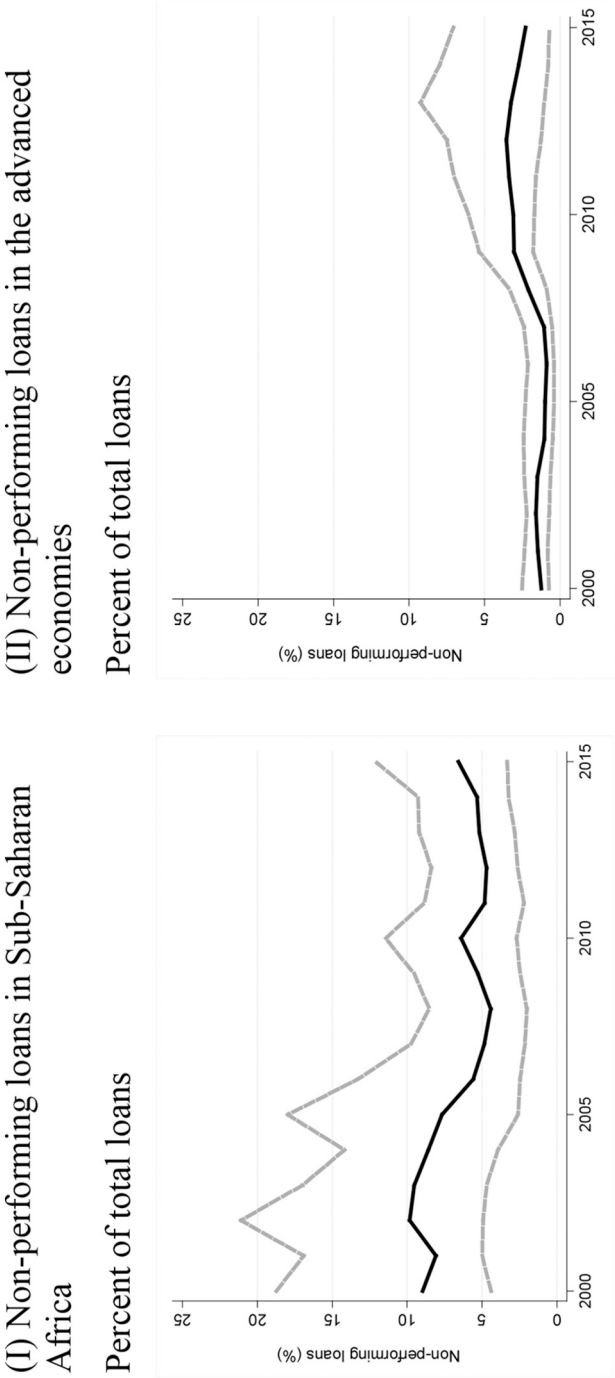 (I) Non-performing loans in Sub-Saharan
Africa
Percent of total loans
25
20
15
10
5
0
Non-performing loans (%)
2000
2005
2010
2015
(II) Non-performing loans in the advanced
economies
Percent of total loans
25
20
15
10
5
0
Non-performing loans (%)
2000
2005
2010
2015